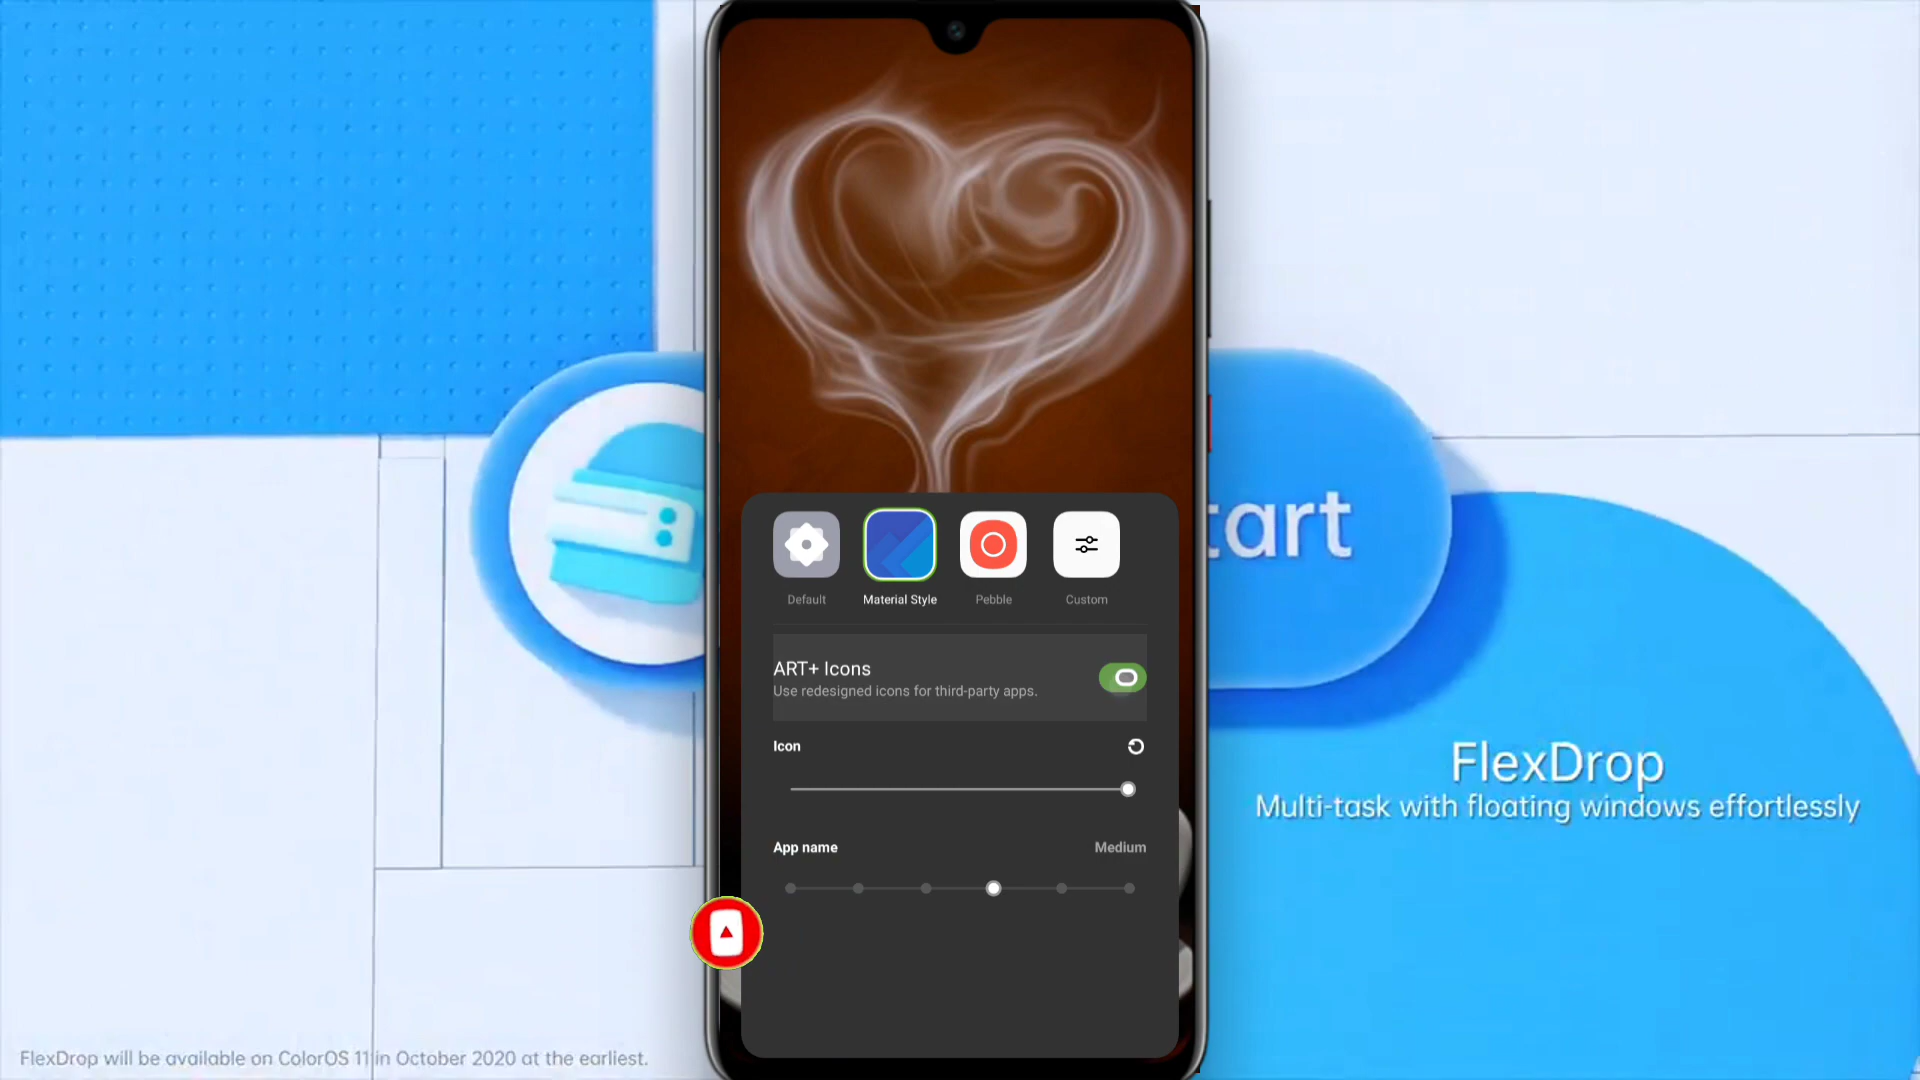 Default
Material Style
Pebble
Custom
ART+ Icons
Use redesigned icons for third-party apps.
Icon
App name
Medium
tart
FlexDrop
Multi-task with floating windows effortlessly
FlexDrop will be available on ColorOS 11 in October 2020 at the earliest.